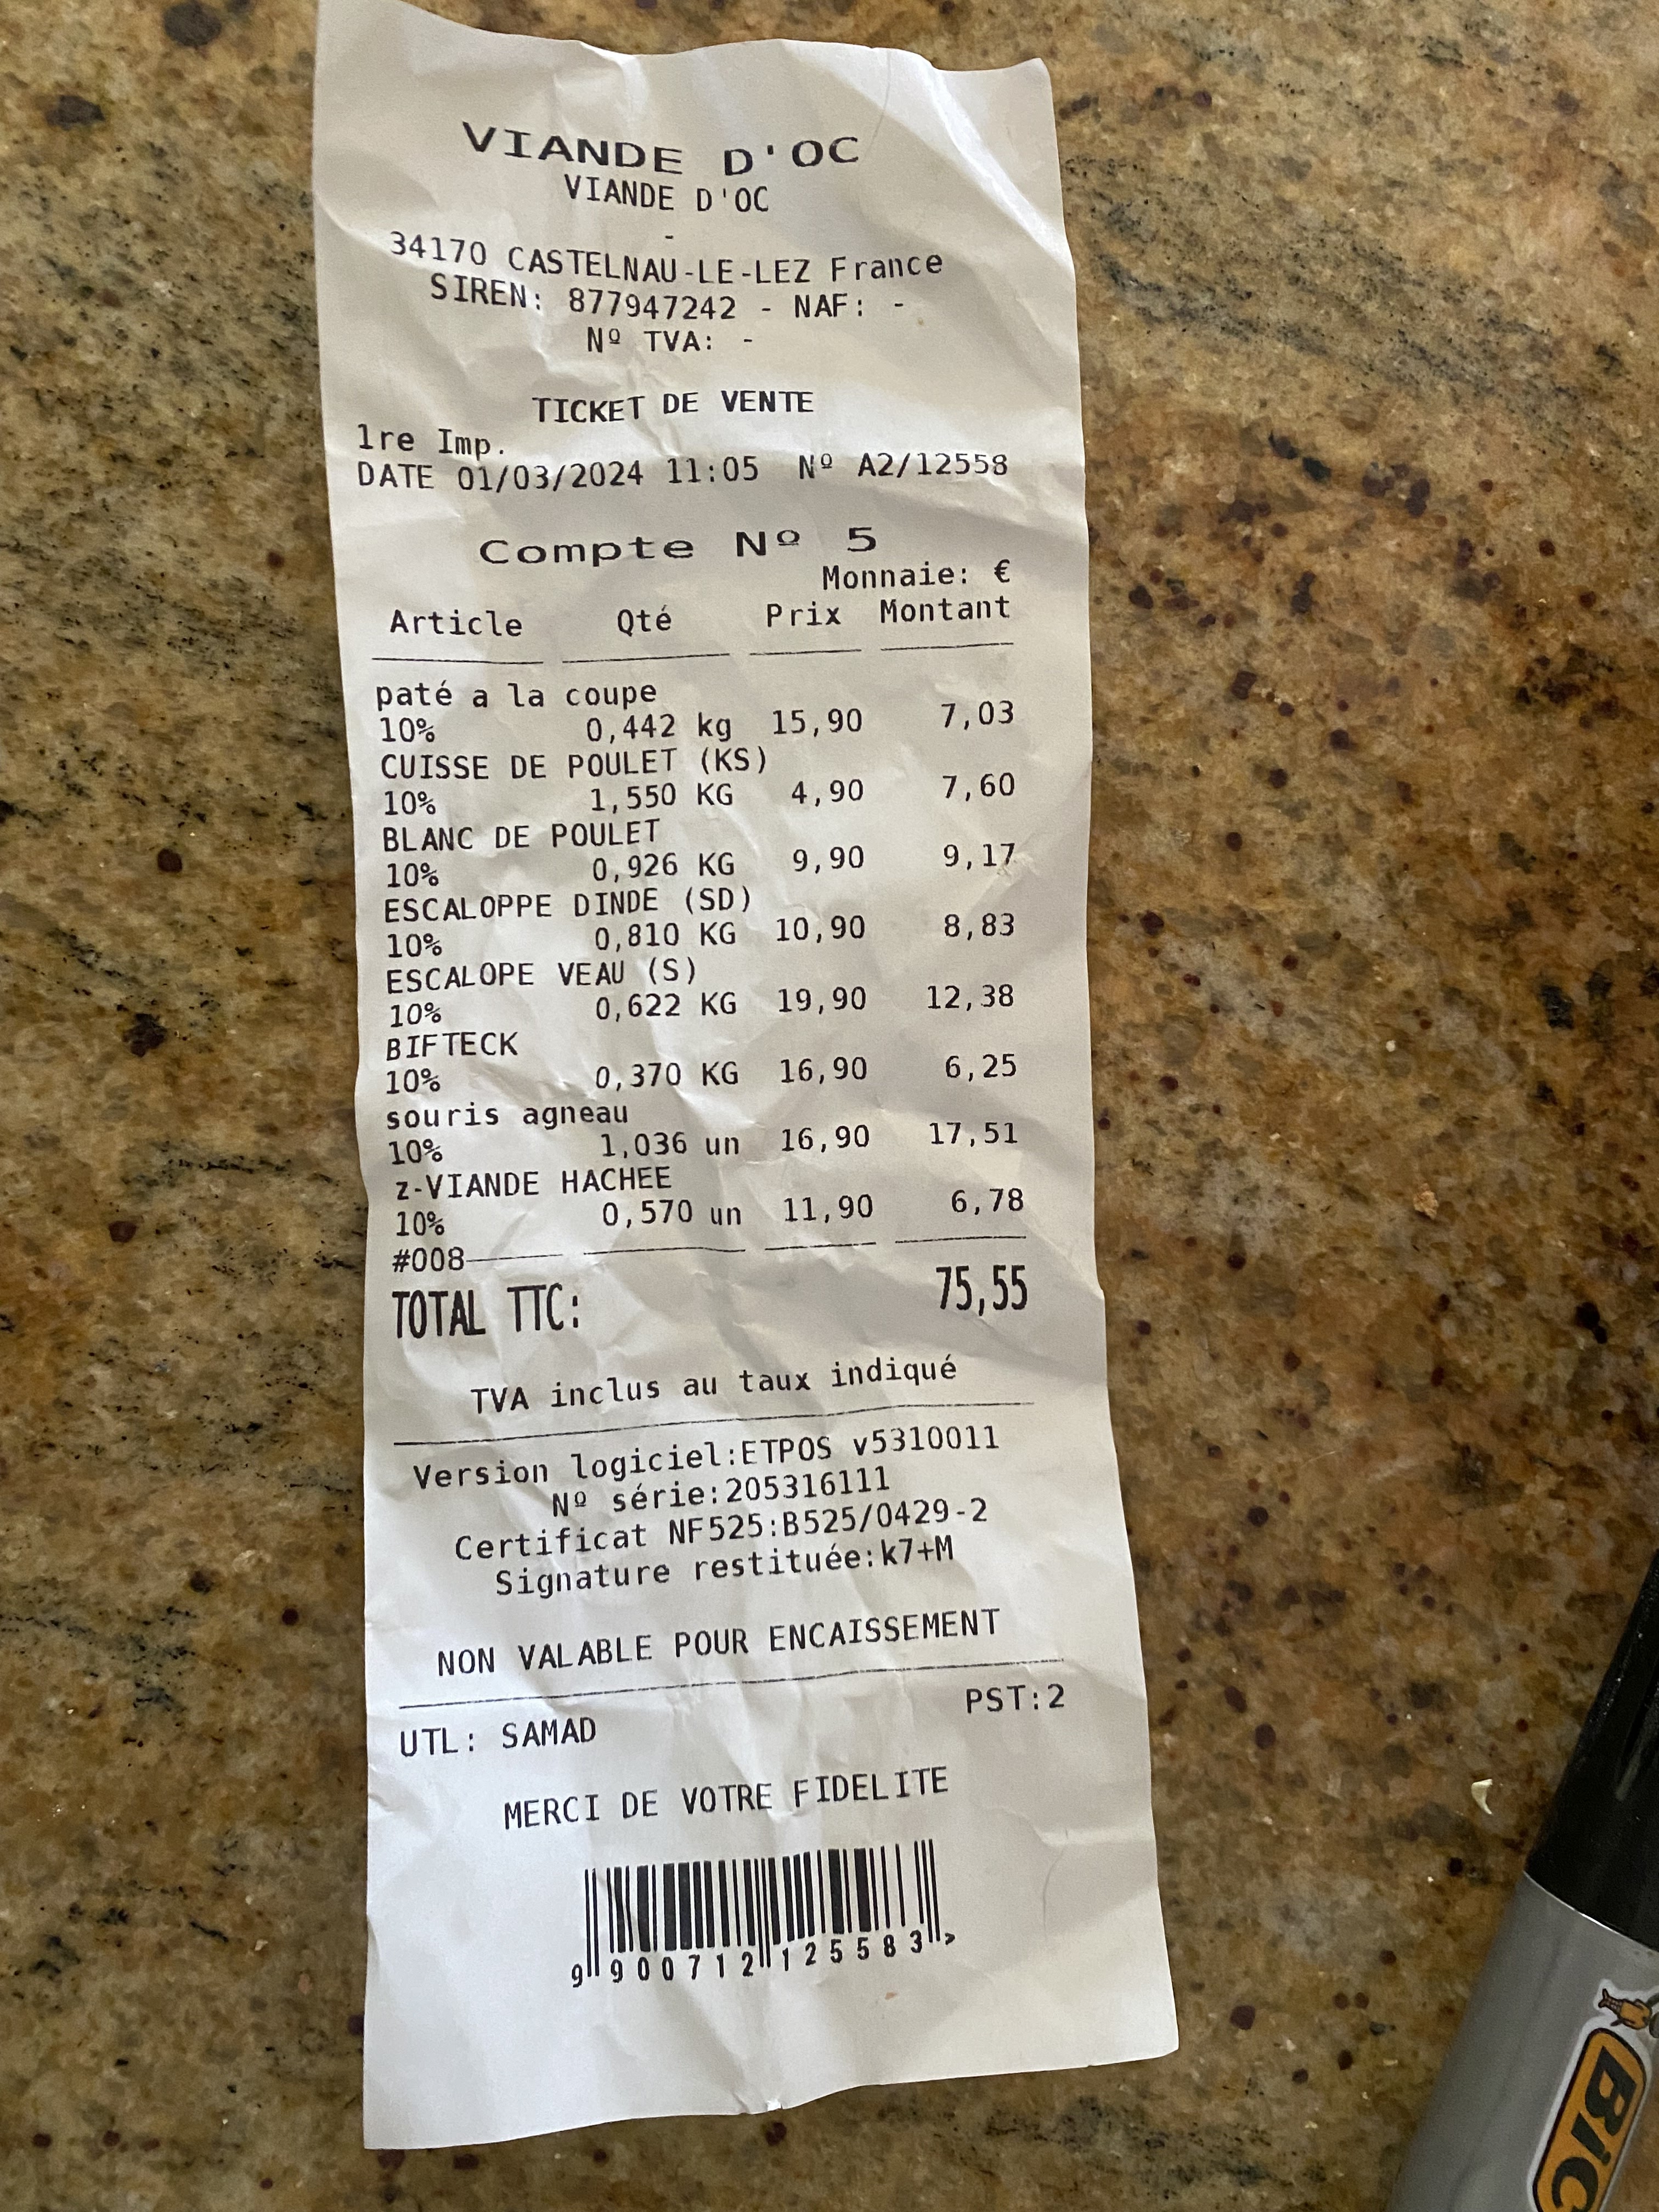 VIANDE D'OC
VIANDE D'OC
-
34170 CASTELNAU-LE-LEZ France
SIREN: 877947242 - NAF: -
Nº TVA: -
TICKET DE VENTE
1re Imp.
DATE 01/03/2024 11:05 Nº A2/12558
Compte Nº 5
Monnaie: €
Article Qté Prix Montant
paté a la coupe
10% 0,442 kg 15,90 7,03
CUISSE DE POULET (KS)
10% 1,550 KG 4,90 7,60
BLANC DE POULET
10% 0,926 KG 9,90 9,17
ESCALOPPE DINDE (SD)
10% 0,810 KG 10,90 8,83
ESCALOPE VEAU (S)
10% 0,622 KG 19,90 12,38
BIFTECK
10% 0,370 KG 16,90 6,25
souris agneau
10% 1,036 un 16,90 17,51
z-VIANDE HACHEE
10% 0,570 un 11,90 6,78
#008
TOTAL TTC: 75,55
TVA inclus au taux indiqué
Version logiciel:ETPOS v5310011
Nº série:205316111
Certificat NF525:B525/0429-2
Signature restituée:k7+M
NON VALABLE POUR ENCAISSEMENT
PST:2
UTL: SAMAD
MERCI DE VOTRE FIDELITE
9 900712 125583 >
BIC